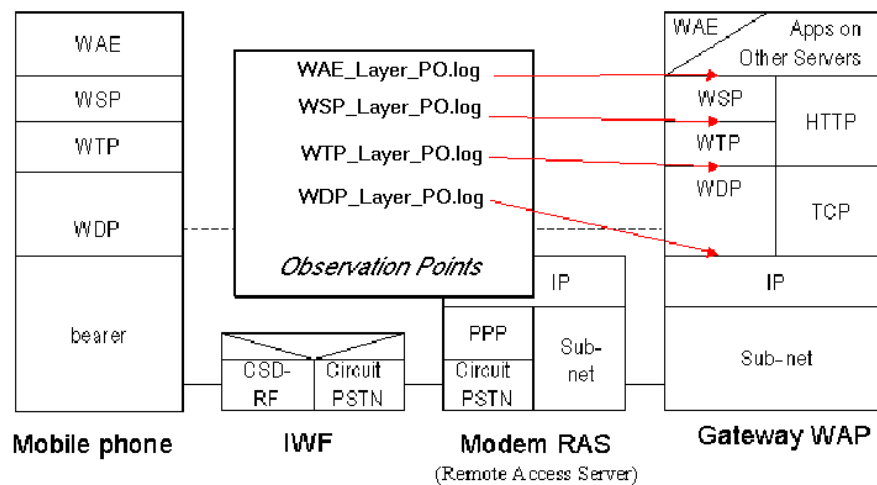 WAE
WSP
WTP
WDP
bearer
Mobile phone
WAE_Layer_PO.log
WSP_Layer_PO.log
WTP_Layer_PO.log
WDP_Layer_PO.log
Observation Points
CSD-
RF
Circuit
PSTN
IWF
IP
PPP
Circuit
PSTN
Sub-
net
Modem RAS
(Remote Access Server)
WAE
Apps on
Other Servers
WSP
WTP
HTTP
WDP
TCP
IP
Sub-net
Gateway WAP